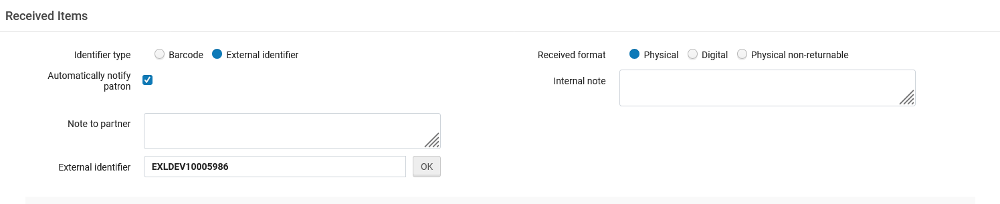 Received Items
Identifier type Barcode External identifier Received format Physical Digital Physical non-returnable
Automatically notify
patron
Internal note
Note to partner
External identifier EXLDEV10005986 OK